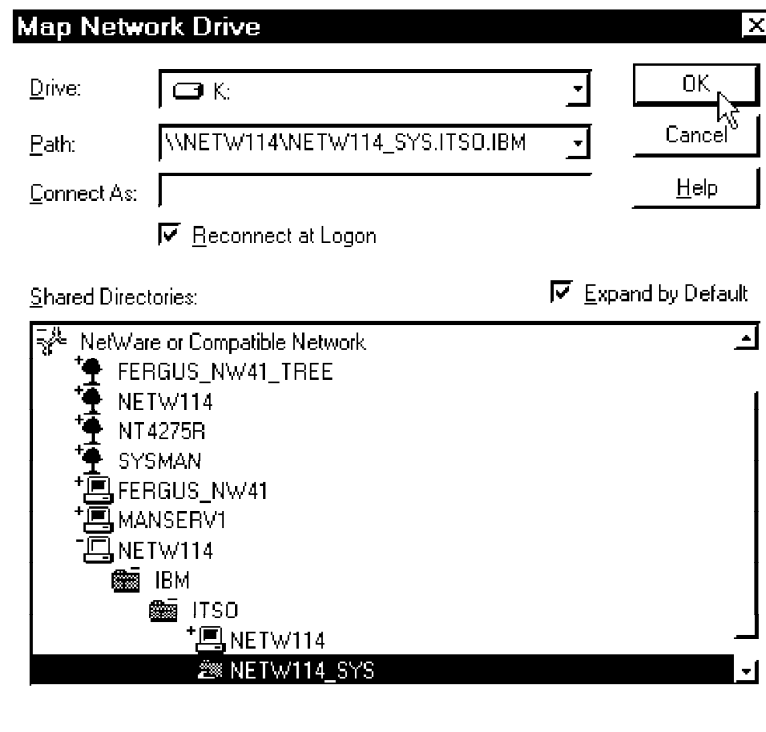 Map Network Drive
Drive: K: OK
Path: \\NETW114\NETW114_SYS.ITSO.IBM Cancel
Connect As: Help
Reconnect at Logon
Shared Directories: Expand by Default
NetWare or Compatible Network
FERGUS_NW41_TREE
NETW114
NT4275R
SYSMAN
FERGUS_NW41
MANSERV1
NETW114
IBM
ITSO
NETW114
NETW114_SYS